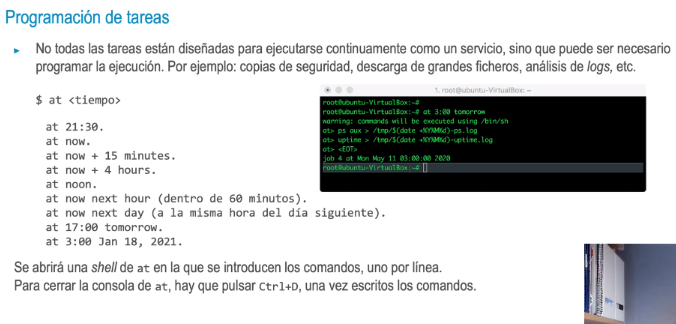 Programación de tareas
No todas las tareas están diseñadas para ejecutarse continuamente como un servicio, sino que puede ser necesario
programar la ejecución. Por ejemplo: copias de seguridad, descarga de grandes ficheros, análisis de logs, etc.
$ at <tiempo>
at 21:30.
at now.
at now + 15 minutes.
at now + 4 hours.
at noon.
at now next hour (dentro de 60 minutos).
at now next day (a la misma hora del día siguiente).
at 17:00 tomorrow.
at 3:00 Jan 18, 2021.
1. root@ubuntu-VirtualBox: ~
root@ubuntu-VirtualBox:~#
root@ubuntu-VirtualBox:~# at 3:00 tomorrow
warning: commands will be executed using /bin/sh
at> ps aux > /tmp/$(date +%Y%M%d)-ps.log
at> uptime > /tmp/$(date +%Y%M%d)-uptime.log
at> <EOT>
job 4 at Mon May 11 03:00:00 2020
root@ubuntu-VirtualBox:~#
Se abrirá una shell de at en la que se introducen los comandos, uno por línea.
Para cerrar la consola de at, hay que pulsar Ctrl+D, una vez escritos los comandos.